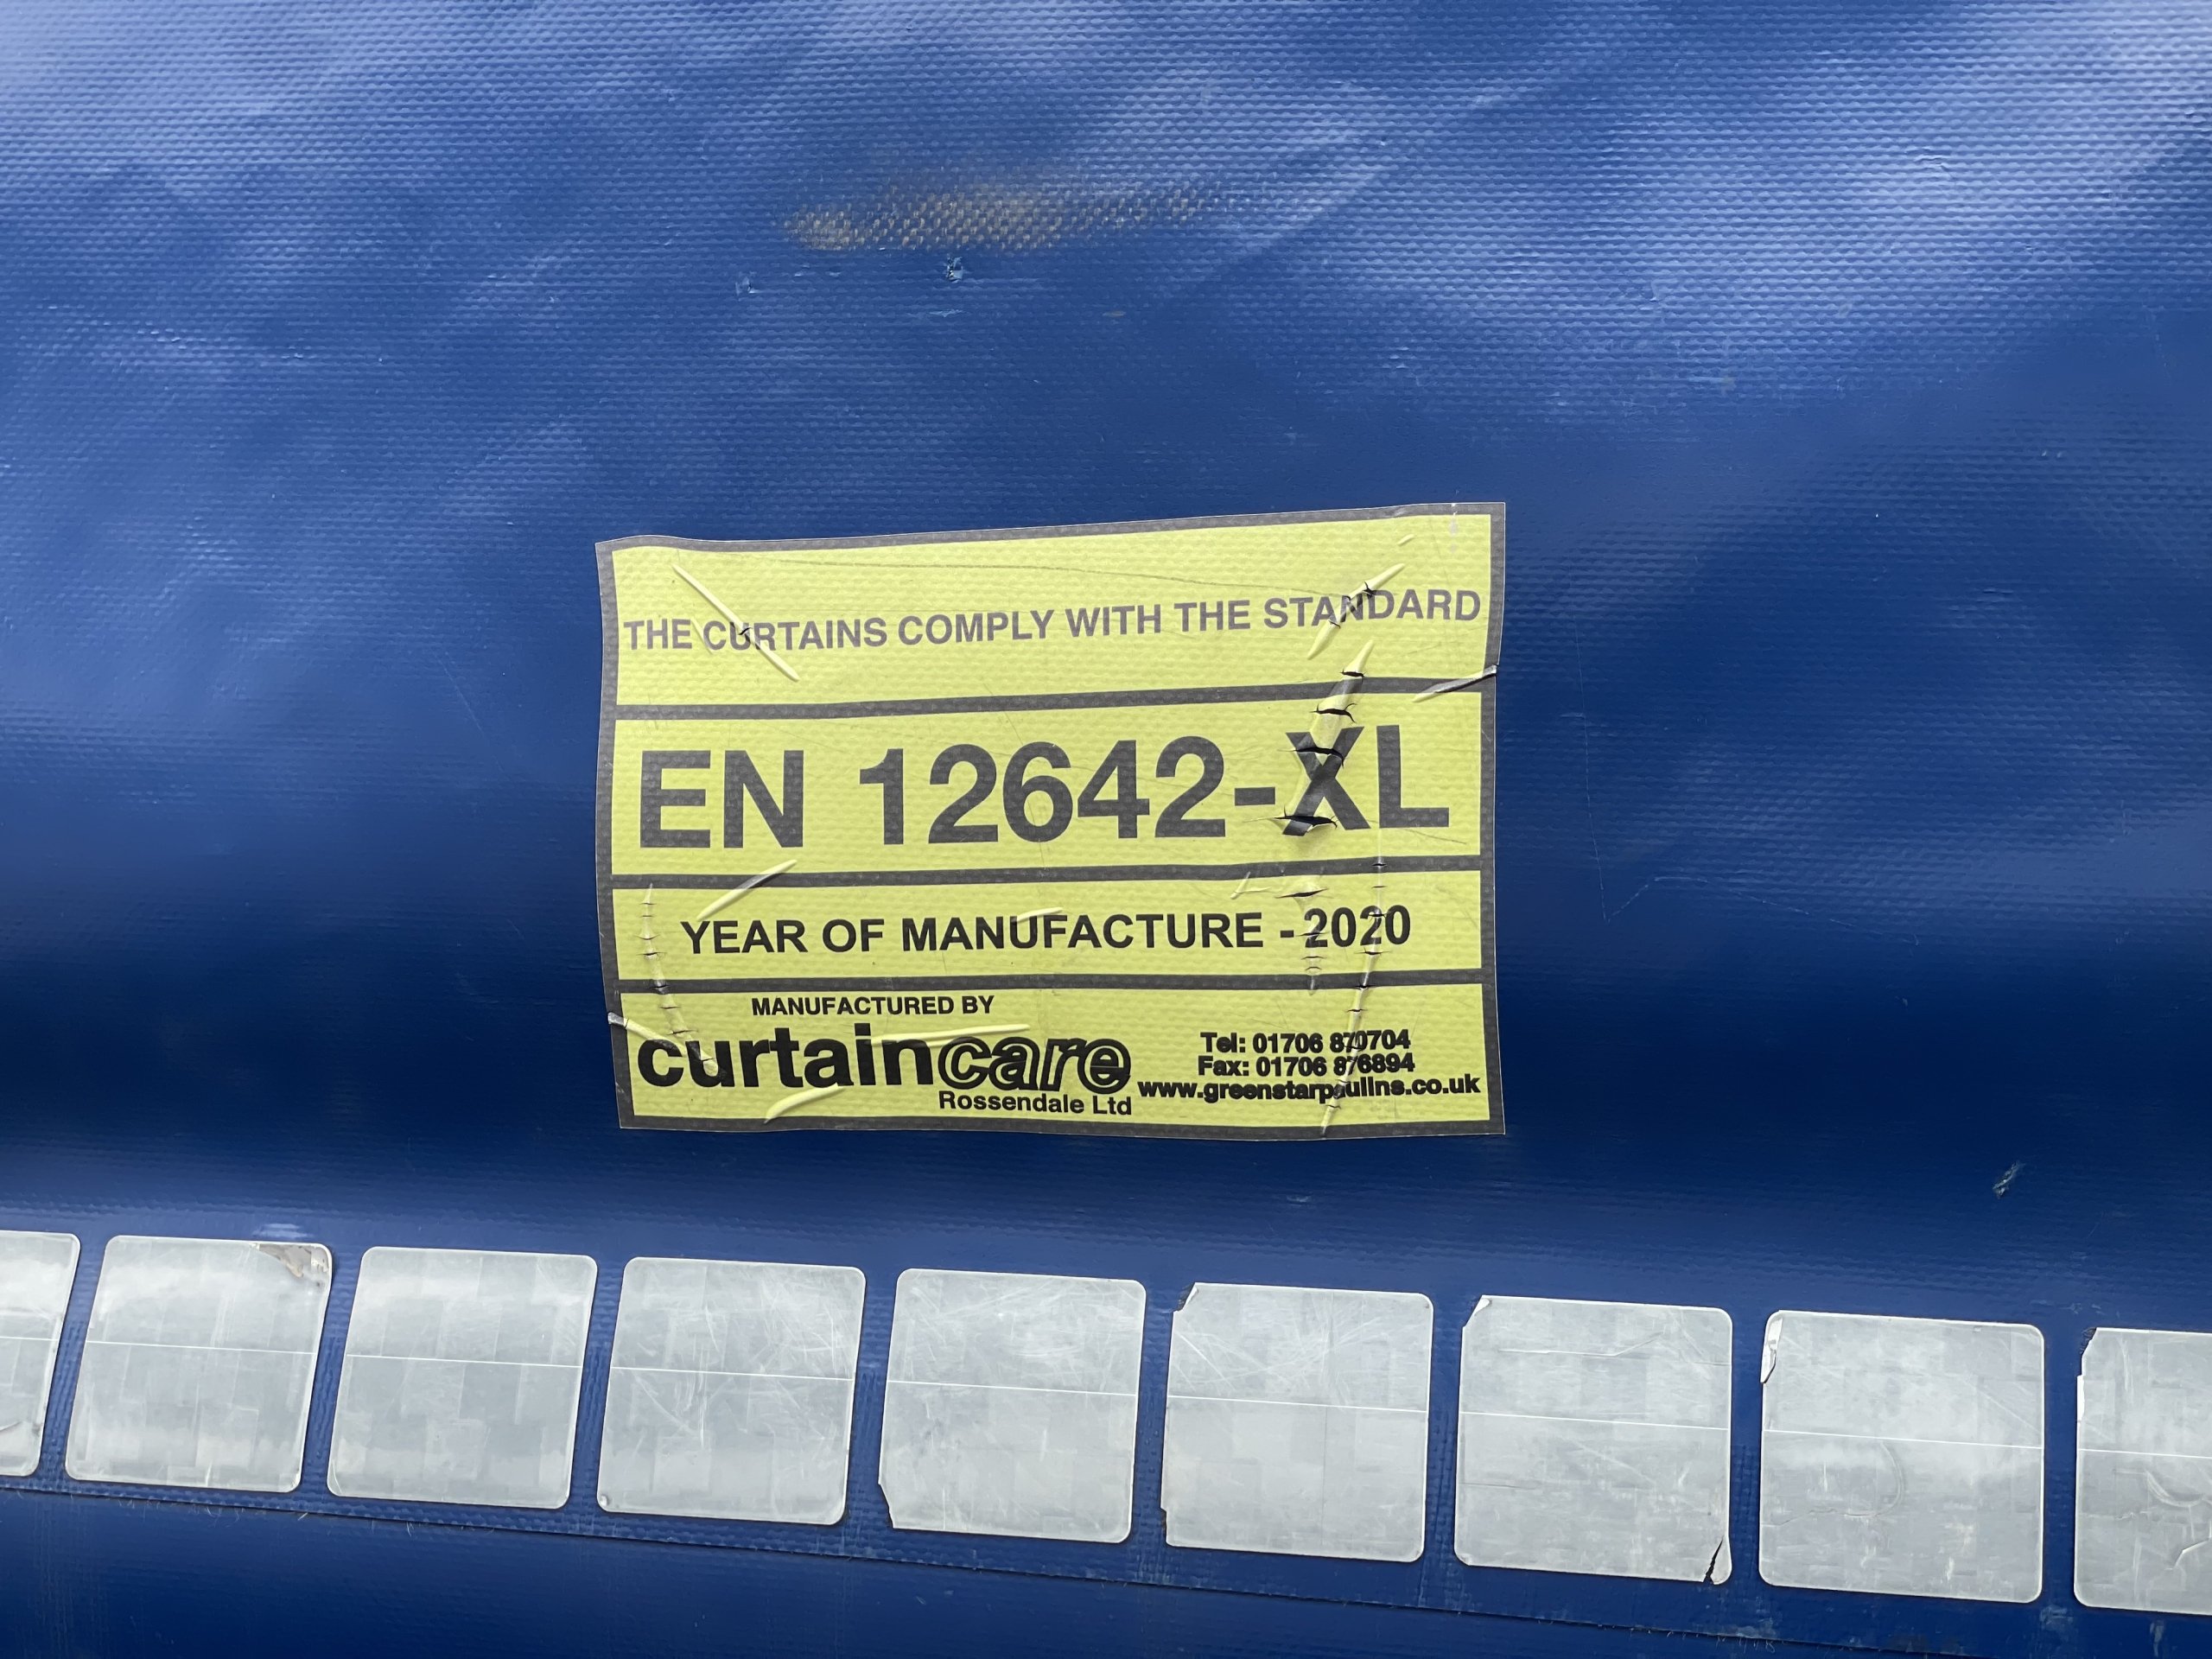 THE CURTAINS COMPLY WITH THE STANDARD
EN 12642-XL
YEAR OF MANUFACTURE - 2020
MANUFACTURED BY
curtaincare
Rossendale Ltd
Tel: 01706 870704
Fax: 01706 876894
www.greenstarpaulins.co.uk